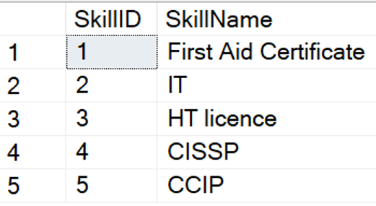 SkillID SkillName
1 1 First Aid Certificate
2 2 IT
3 3 HT licence
4 4 CISSP
5 5 CCIP